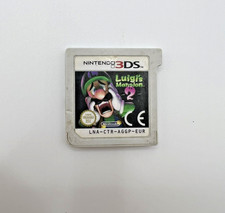 NINTENDO 3DS
Luigi's
Mansion
2
CE
LNA-CTR-AGGP-EUR